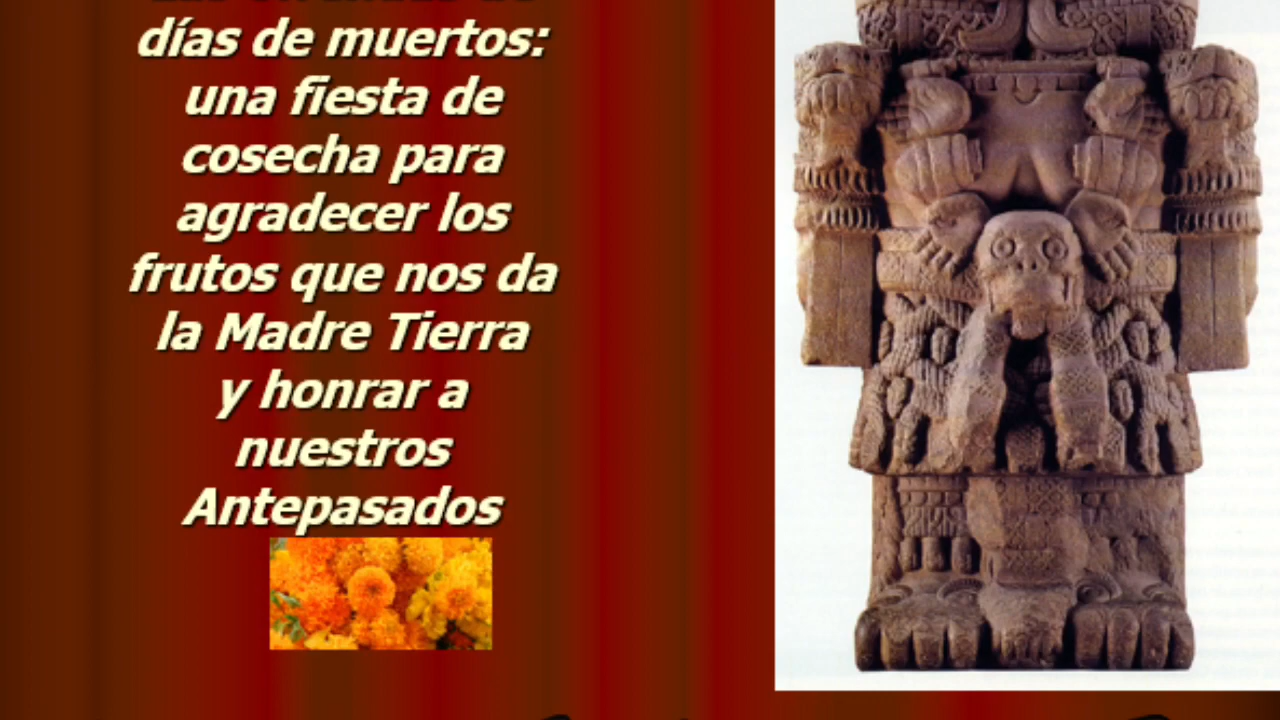 días de muertos:
una fiesta de
cosecha para
agradecer los
frutos que nos da
la Madre Tierra
y honrar a
nuestros
Antepasados